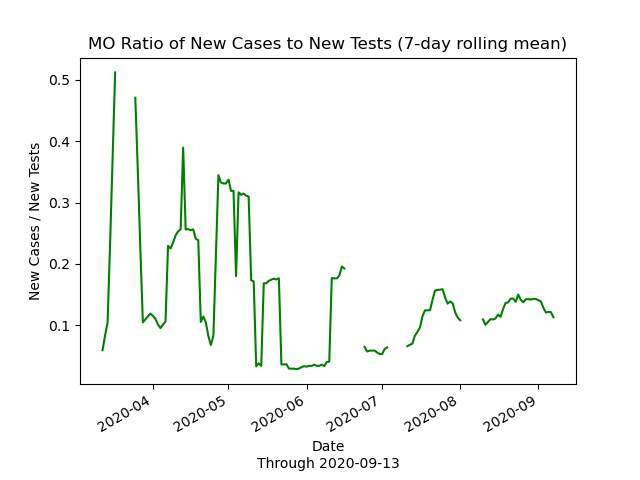 MO Ratio of New Cases to New Tests (7-day rolling mean)
New Cases / New Tests
0.5
0.4
0.3
0.2
0.1
2020-04
2020-05
2020-06
2020-07
2020-08
2020-09
Date
Through 2020-09-13